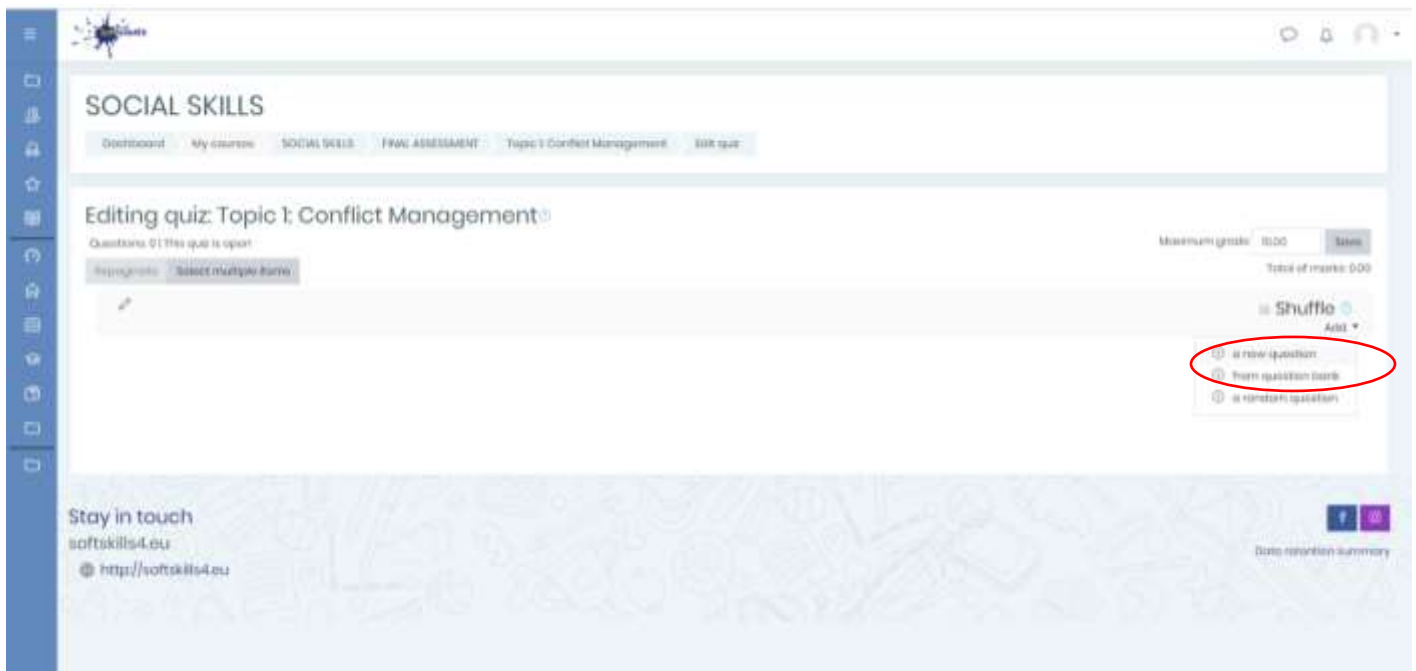 SOCIAL SKILLS
Dashboard My courses SOCIAL SKILLS FINAL ASSESSMENT Topic 1: Conflict Management Edit quiz
Editing quiz: Topic 1: Conflict Management
Questions: 0 | This quiz is open
Maximum grade 10.00 Save
Repaginate Select multiple items
Total of marks: 0.00
Shuffle
Add
a new question
from question bank
a random question
Stay in touch
softskills4.eu
Data retention summary
http://softskills4.eu